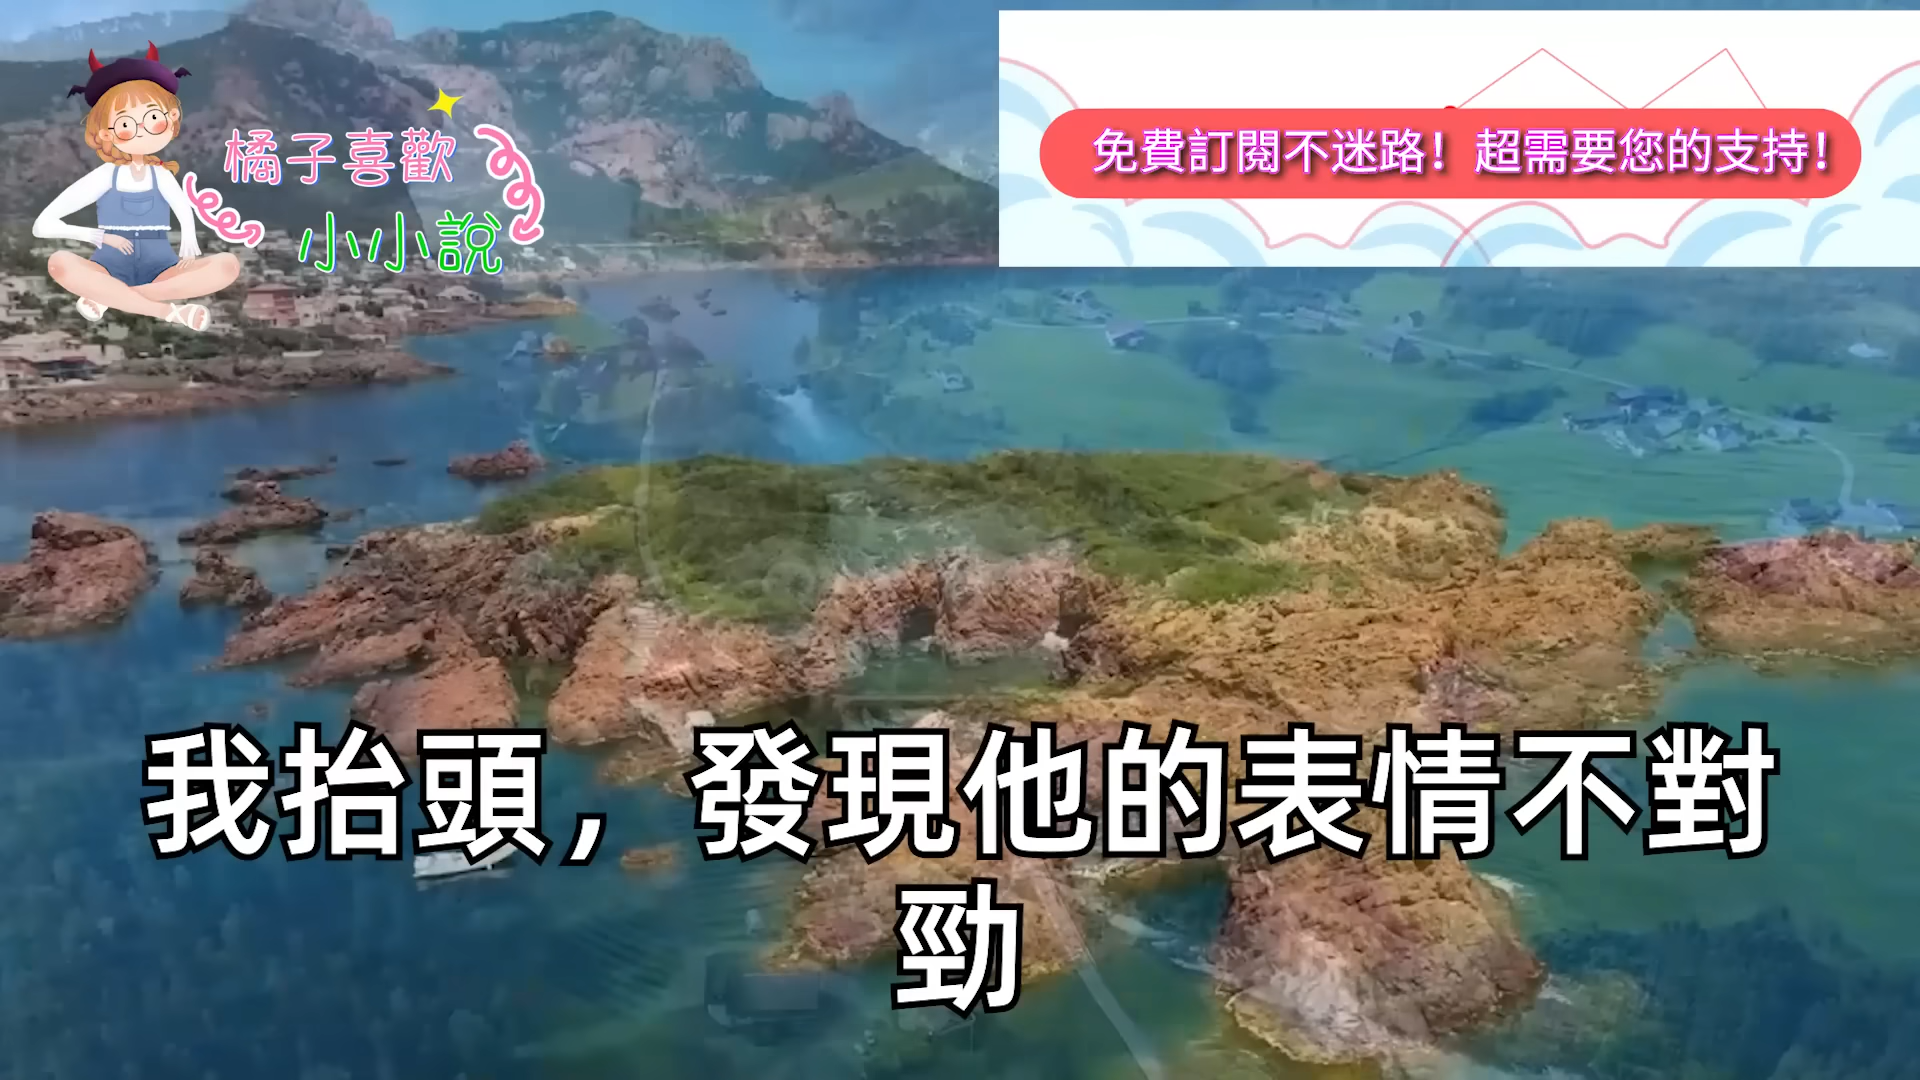 橘子喜歡
小小說
免費訂閱不迷路！超需要您的支持！
我抬頭，發現他的表情不對
勁